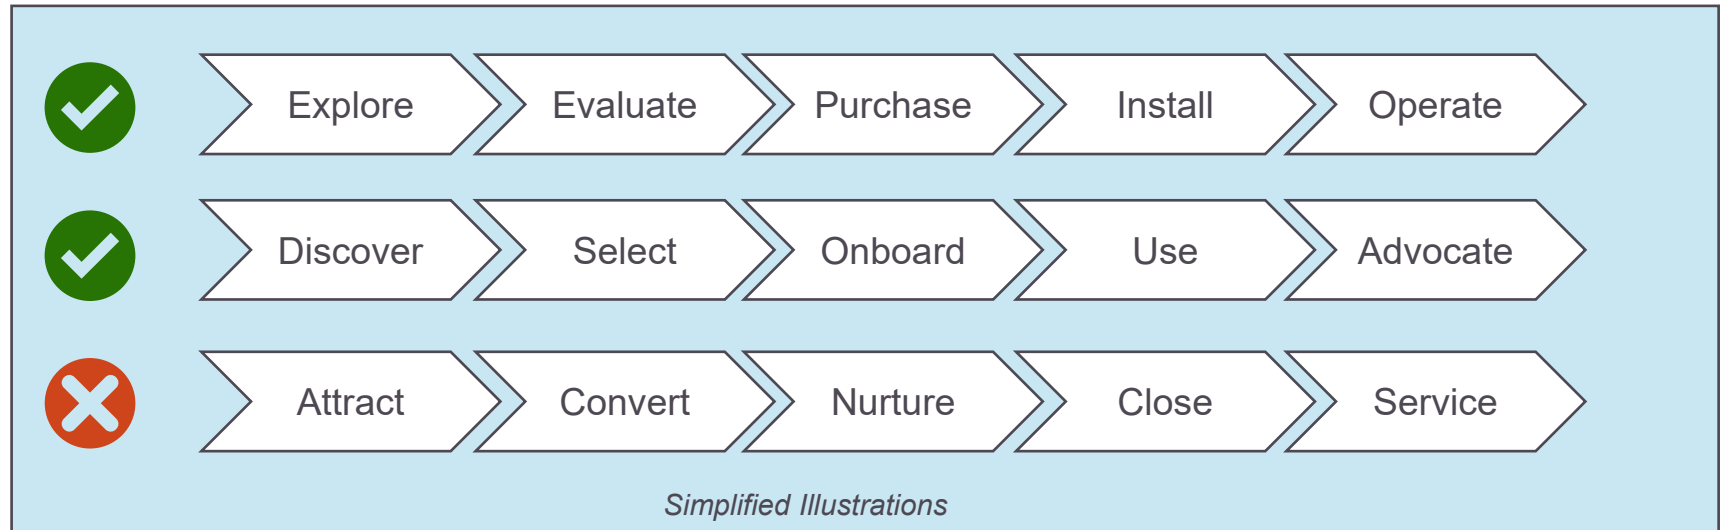 Explore Evaluate Purchase Install Operate
Discover Select Onboard Use Advocate
Attract Convert Nurture Close Service
Simplified Illustrations